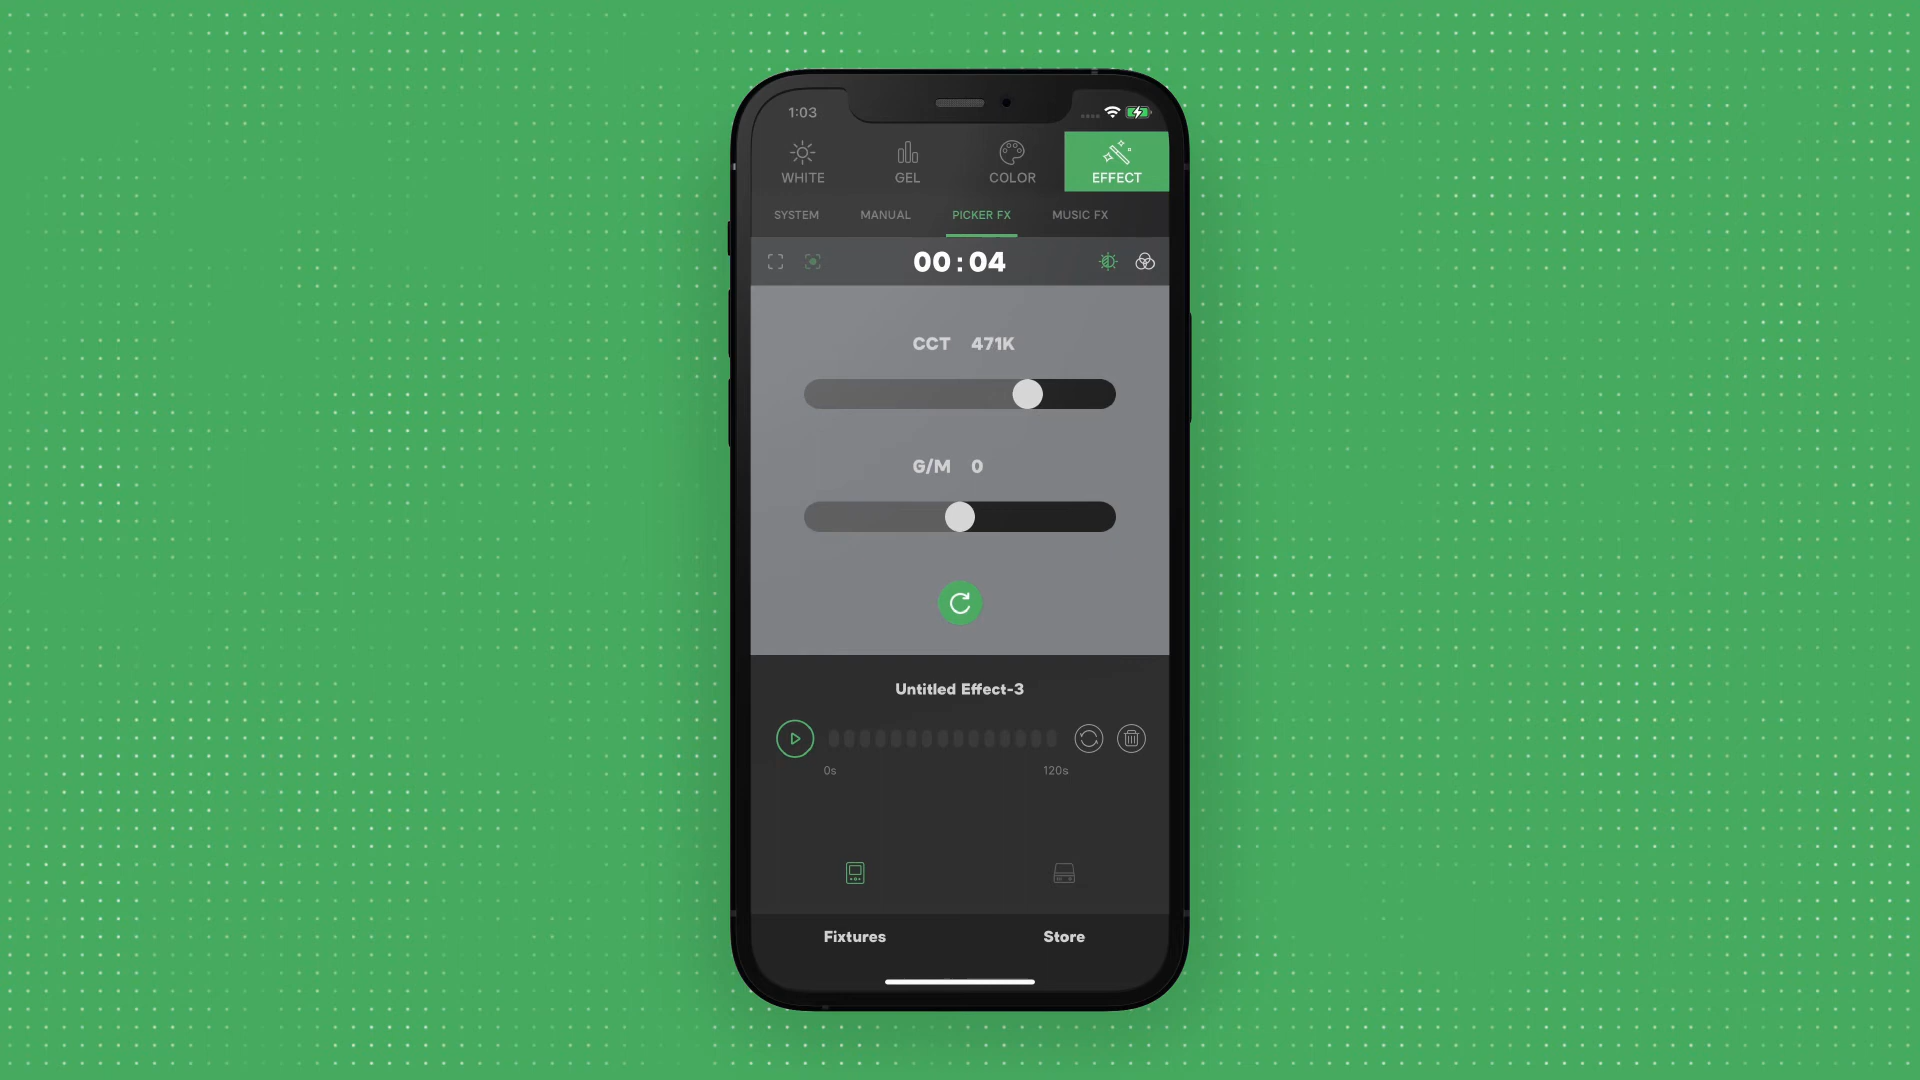 1:03
WHITE GEL COLOR EFFECT
SYSTEM MANUAL PICKER FX MUSIC FX
00:04
CCT 471K
G/M 0
Untitled Effect-3
0s 120s
Fixtures Store